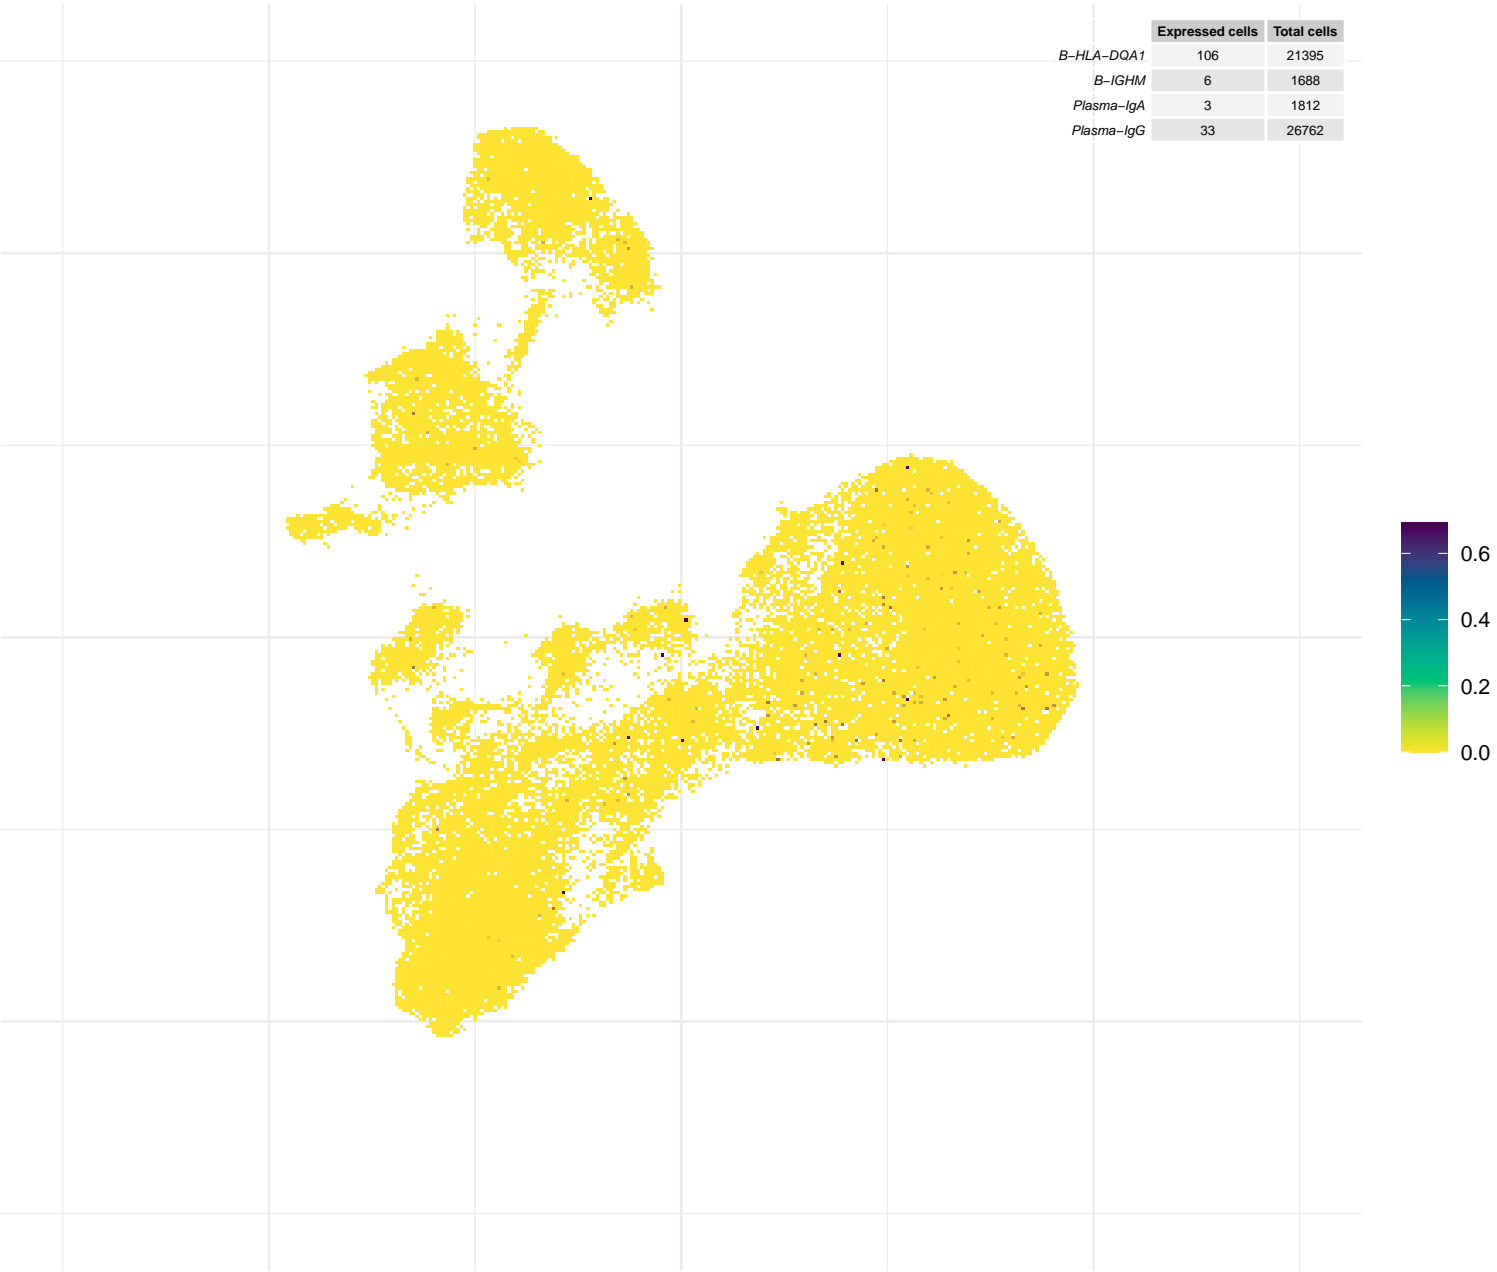 Expressed cells Total cells
B−HLA−DQA1 106 21395
B−IGHM 6 1688
Plasma−IgA 3 1812
Plasma−IgG 33 26762
0.6
0.4
0.2
0.0